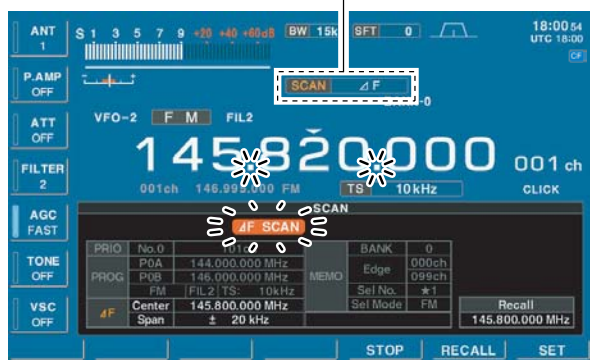 ANT
1
S 1 3 5 7 9 +20 +40 +60dB
BW 15k
SFT 0
18:00 54
UTC 18:00
CF
P.AMP
OFF
SCAN ⊿F
VFO-2 FM FIL2
ATT
OFF
145.820.000
001 ch
FILTER
2
001ch 146.999.000 FM
TS 10kHz
CLICK
AGC
FAST
SCAN
⊿F SCAN
PRIO No.0
BANK 0
PROG P0A 144.000.000 MHz
MEMO Edge 000ch
P0B 146.000.000 MHz
099ch
FM FIL2 TS: 10kHz
Sel No. ★1
TONE
OFF
⊿F Center 145.800.000 MHz
Sel Mode FM
Span ± 20 kHz
Recall
145.800.000 MHz
VSC
OFF
STOP RECALL SET